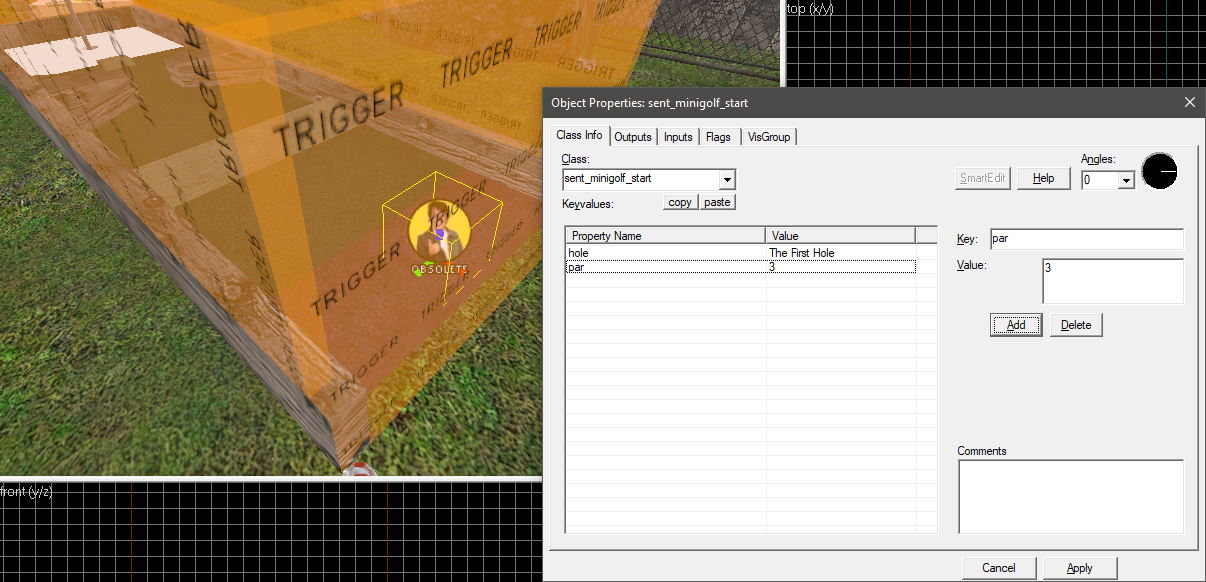 top (x/y)
TRIGGER
TRIGGER
TRIGGER
TRIGGER
TRIGGER
TRIGGER
TRIGGER
TRIGGER
TRIGGER
OBSOLETE
front (y/z)
Object Properties: sent_minigolf_start
Class Info Outputs Inputs Flags VisGroup
Class:
sent_minigolf_start
Keyvalues: copy paste
SmartEdit Help
Angles:
0
Property Name Value
hole The First Hole
par 3
Key: par
Value: 3
Add Delete
Comments
Cancel Apply